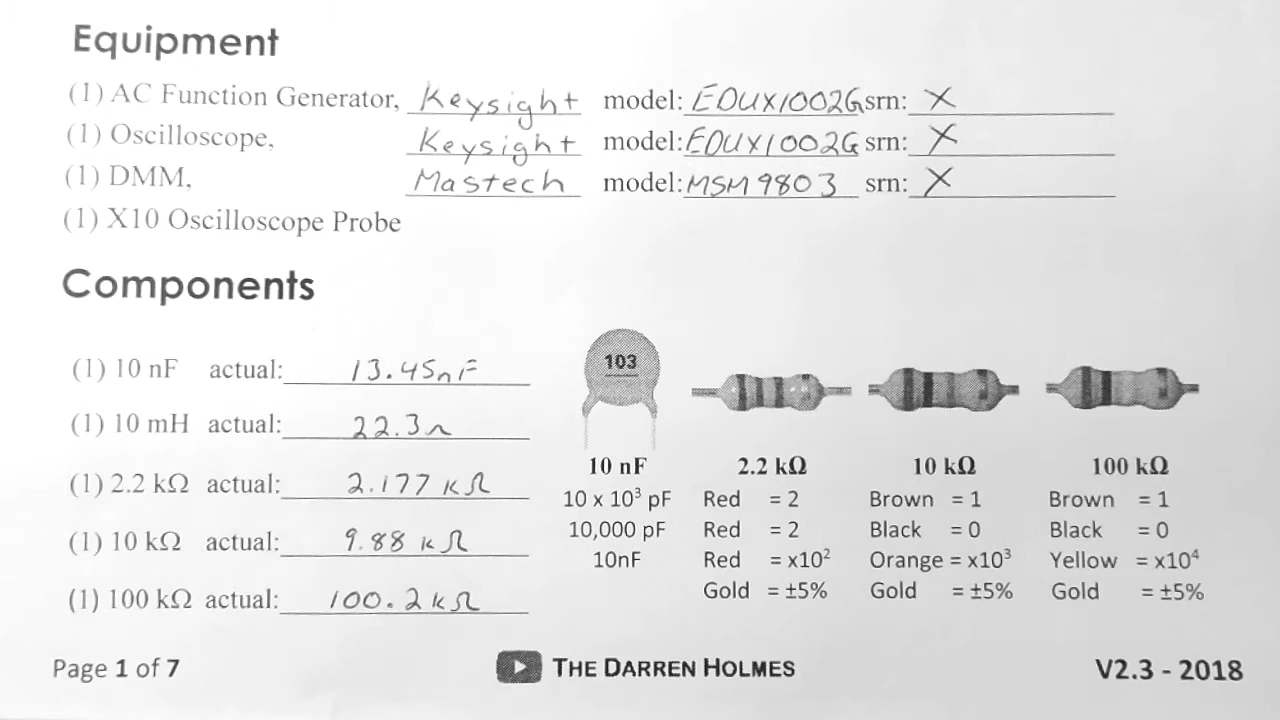 Equipment
(1) AC Function Generator, Keysight model: EDUX1002G srn: X
(1) Oscilloscope, Keysight model: EDUX1002G srn: X
(1) DMM, Mastech model: MSM9803 srn: X
(1) X10 Oscilloscope Probe
Components
(1) 10 nF actual: 13.45nF
(1) 10 mH actual: 22.3Ω
(1) 2.2 kΩ actual: 2.177 kΩ
(1) 10 kΩ actual: 9.88 kΩ
(1) 100 kΩ actual: 100.2kΩ
103
10 nF
10 x 10³ pF
10,000 pF
10nF
2.2 kΩ
Red = 2
Red = 2
Red = x10²
Gold = ±5%
10 kΩ
Brown = 1
Black = 0
Orange = x10³
Gold = ±5%
100 kΩ
Brown = 1
Black = 0
Yellow = x10⁴
Gold = ±5%
Page 1 of 7
THE DARREN HOLMES
V2.3 - 2018